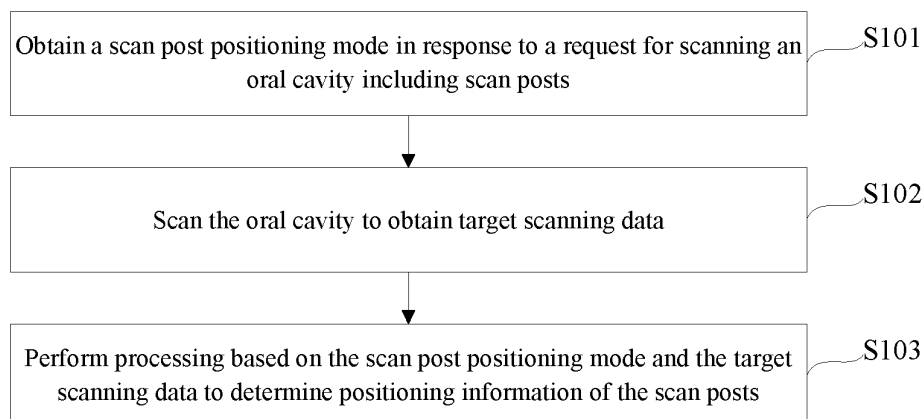 Obtain a scan post positioning mode in response to a request for scanning an
oral cavity including scan posts
S101
Scan the oral cavity to obtain target scanning data
S102
Perform processing based on the scan post positioning mode and the target
scanning data to determine positioning information of the scan posts
S103